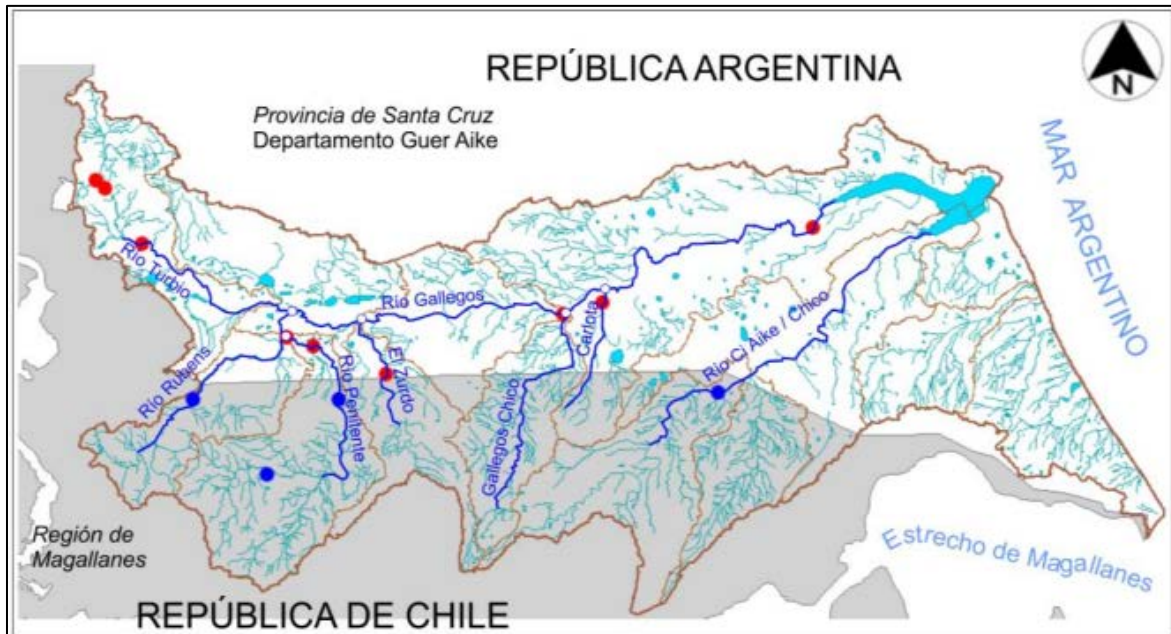 REPÚBLICA ARGENTINA
N
Provincia de Santa Cruz
Departamento Guer Aike
MAR ARGENTINO
Río Turbio
Río Gallegos
Carlota
Río Ci Aike / Chico
El Zurdo
Río Rubens
Río Penitente
Gallegos Chico
Región de
Magallanes
Estrecho de Magallanes
REPÚBLICA DE CHILE